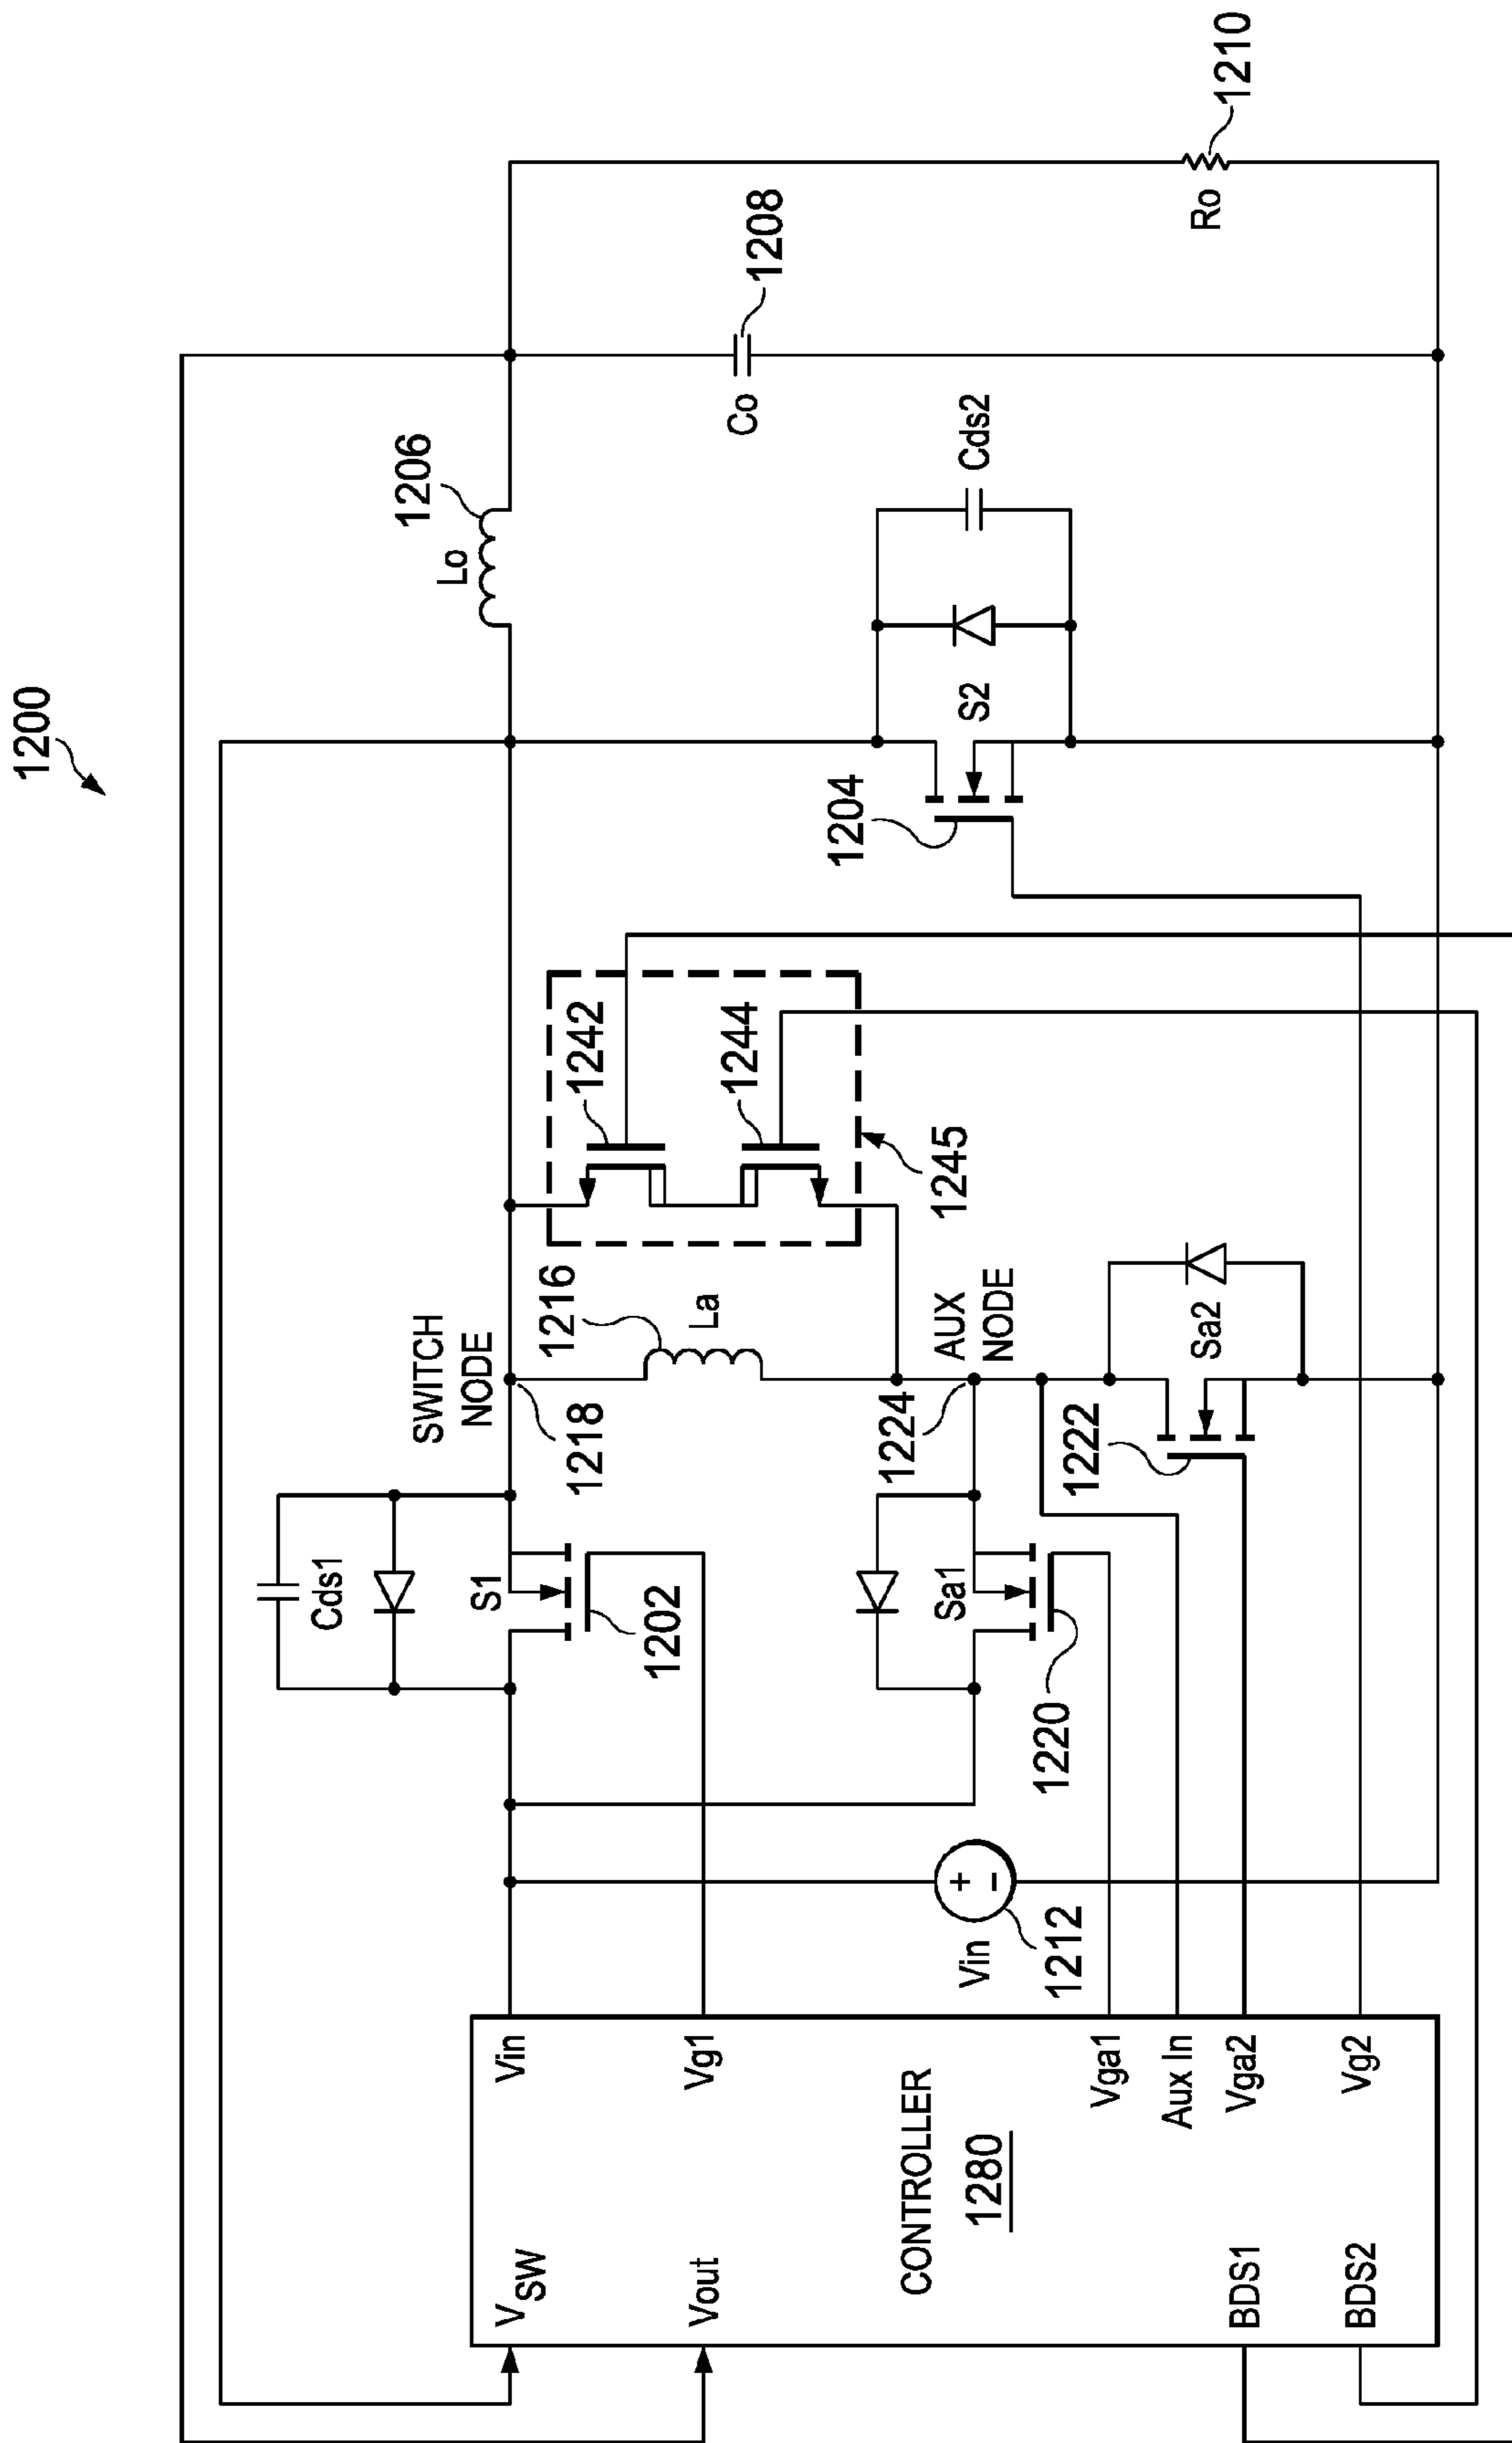 1200
SWITCH
NODE
1218
Cds1
S1
1202
1216
La
1242
1244
1245
Lo
1206
Co
1208
Ro
1210
S2
Cds2
1204
AUX
NODE
1224
Sa1
1220
Sa2
1222
Vin
1212
+
-
VSW
Vout
Vin
Vg1
CONTROLLER
1280
Vga1
Aux In
Vga2
Vg2
BDS1
BDS2